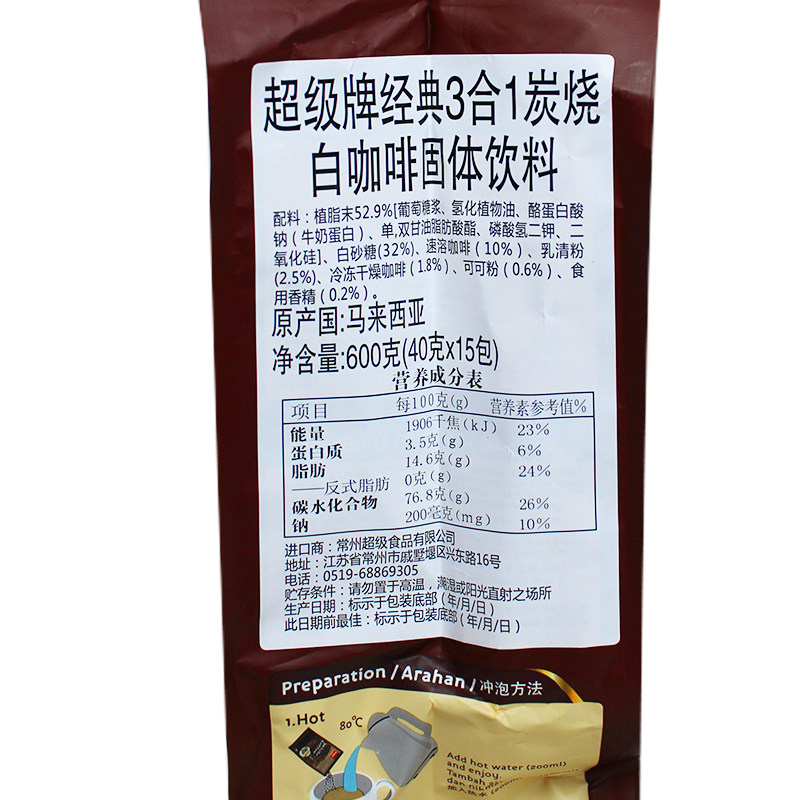 超级牌经典3合1炭烧
白咖啡固体饮料
配料：植脂末52.9%[葡萄糖浆、氢化植物油、酪蛋白酸
钠（牛奶蛋白）、单,双甘油脂肪酸酯、磷酸氢二钾、二
氧化硅]、白砂糖(32%)、速溶咖啡（10%）、乳清粉
(2.5%)、冷冻干燥咖啡（1.8%）、可可粉（0.6%）、食
用香精（0.2%）。
原产国:马来西亚
净含量:600克(40克x15包)
营养成分表
项目 每100克(g) 营养素参考值%
能量 1906千焦(kJ) 23%
蛋白质 3.5克(g) 6%
脂肪 14.6克(g) 24%
——反式脂肪 0克(g)
碳水化合物 76.8克(g) 26%
钠 200毫克(mg) 10%
进口商：常州超级食品有限公司
地址：江苏省常州市戚墅堰区兴东路16号
电话：0519-68869305
贮存条件：请勿置于高温，潮湿或阳光直射之场所
生产日期：标示于包装底部（年/月/日）
此日期前最佳：标示于包装底部（年/月/日）
Preparation / Arahan / 冲泡方法
1.Hot
80℃
Add hot water (200ml)
and enjoy.
Tambah
dan
加入热水